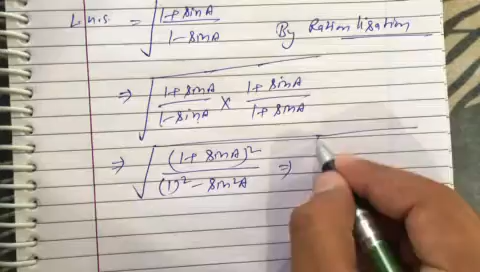 L.H.S. = √(1+sinA / 1-sinA) By Rationalisation
⇒ √(1+sinA / 1-sinA × 1+sinA / 1+sinA)
⇒ √((1+sinA)² / (1)²-sin²A) ⇒